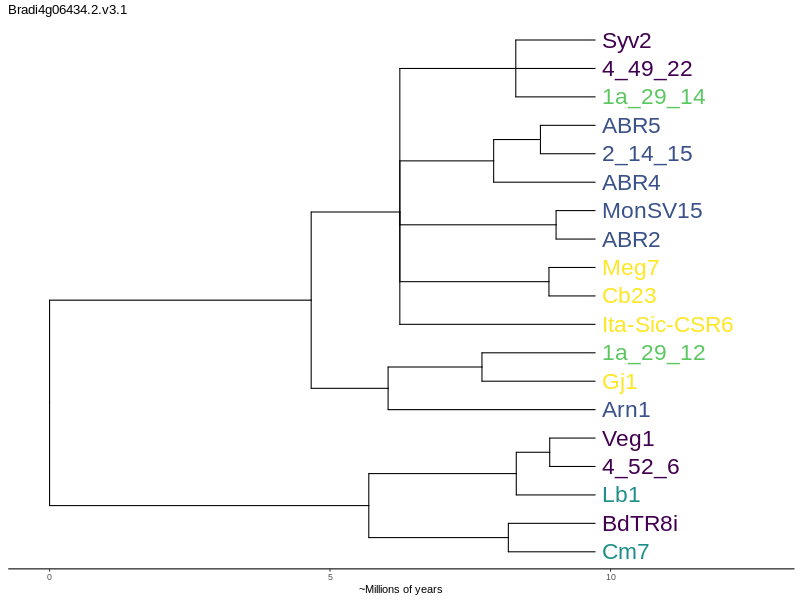 Bradi4g06434.2.v3.1
Syv2
4_49_22
1a_29_14
ABR5
2_14_15
ABR4
MonSV15
ABR2
Meg7
Cb23
Ita-Sic-CSR6
1a_29_12
Gj1
Arn1
Veg1
4_52_6
Lb1
BdTR8i
Cm7
0 5 10
~Millions of years